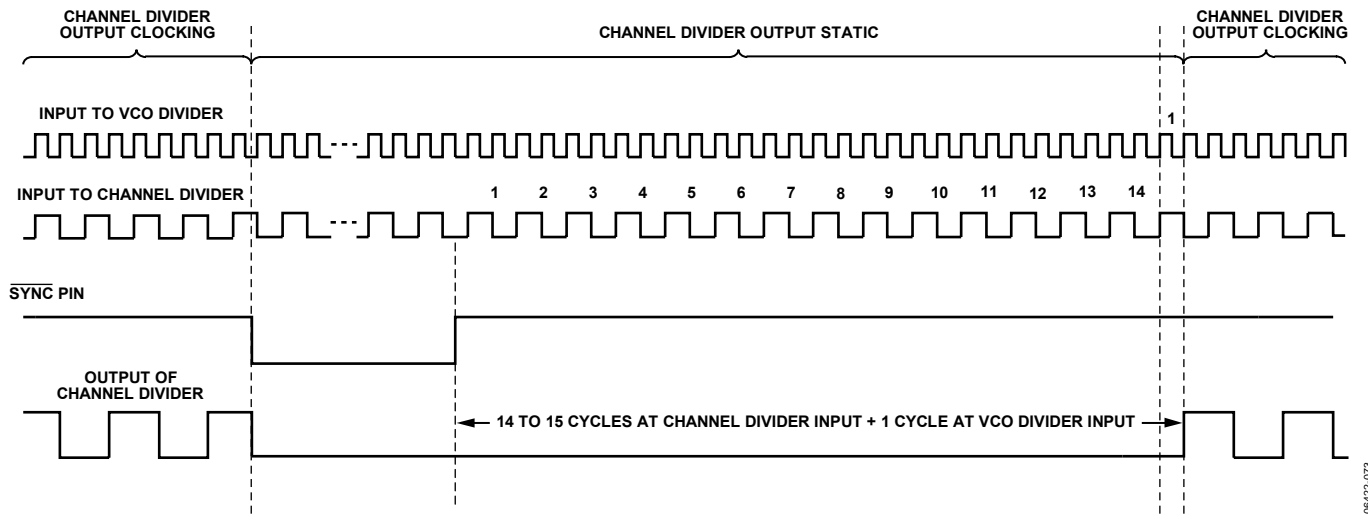 CHANNEL DIVIDER
OUTPUT CLOCKING
CHANNEL DIVIDER OUTPUT STATIC
CHANNEL DIVIDER
OUTPUT CLOCKING
INPUT TO VCO DIVIDER
1
INPUT TO CHANNEL DIVIDER
1 2 3 4 5 6 7 8 9 10 11 12 13 14
SYNC PIN
OUTPUT OF
CHANNEL DIVIDER
14 TO 15 CYCLES AT CHANNEL DIVIDER INPUT + 1 CYCLE AT VCO DIVIDER INPUT
06422-073